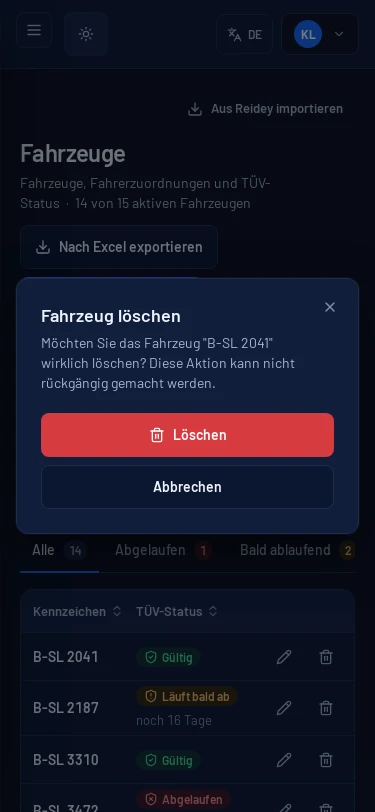 DE
KL
Aus Reidey importieren
Fahrzeuge
Fahrzeuge, Fahrerzuordnungen und TÜV-
Status · 14 von 15 aktiven Fahrzeugen
Nach Excel exportieren
Fahrzeug löschen
Möchten Sie das Fahrzeug "B-SL 2041"
wirklich löschen? Diese Aktion kann nicht
rückgängig gemacht werden.
Löschen
Abbrechen
Alle 14 Abgelaufen 1 Bald ablaufend 2
Kennzeichen TÜV-Status
B-SL 2041 Gültig
B-SL 2187 Läuft bald ab
noch 16 Tage
B-SL 3310 Gültig
B-SL 3472 Abgelaufen